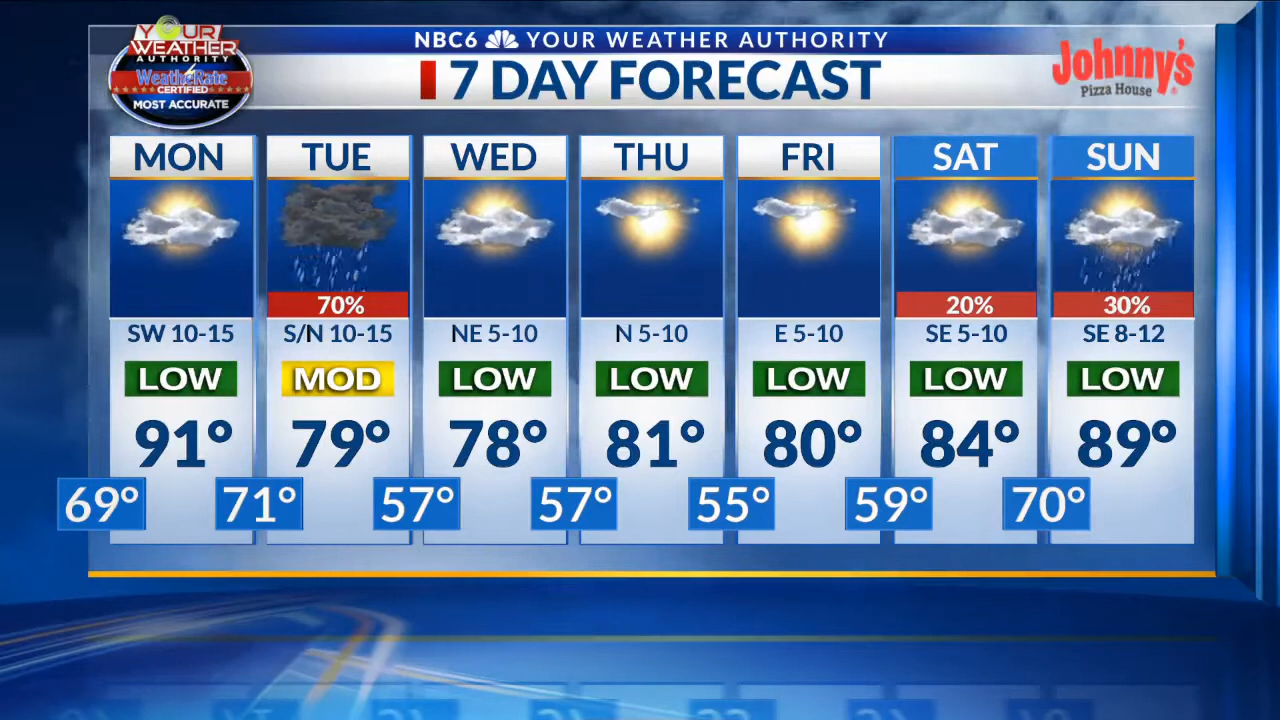 YOUR
WEATHER
AUTHORITY
WeatheRate
CERTIFIED
MOST ACCURATE
NBC6 YOUR WEATHER AUTHORITY
7 DAY FORECAST
Johnny's
Pizza House
MON TUE WED THU FRI SAT SUN
70% 20% 30%
SW 10-15 S/N 10-15 NE 5-10 N 5-10 E 5-10 SE 5-10 SE 8-12
LOW MOD LOW LOW LOW LOW LOW
91° 79° 78° 81° 80° 84° 89°
69° 71° 57° 57° 55° 59° 70°